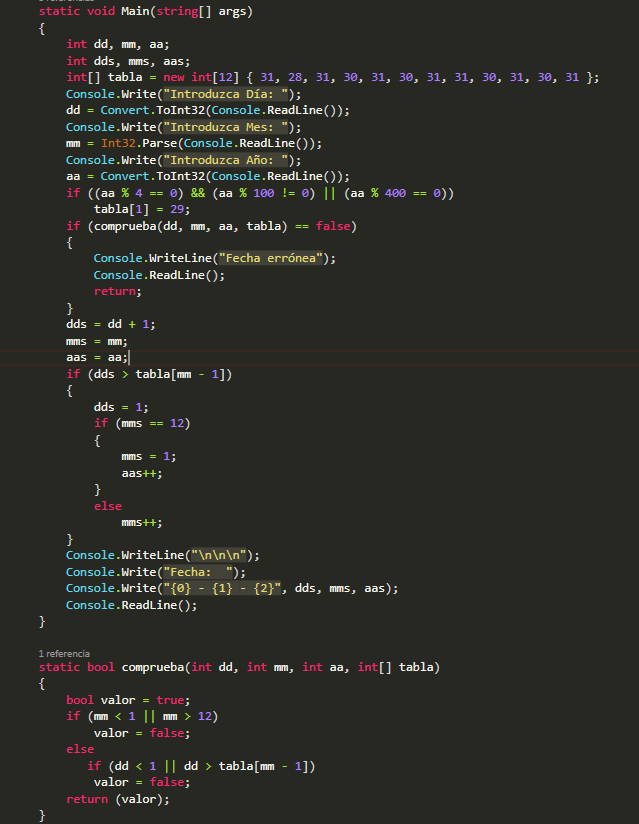 static void Main(string[] args)
{
int dd, mm, aa;
int dds, mms, aas;
int[] tabla = new int[12] { 31, 28, 31, 30, 31, 30, 31, 31, 30, 31, 30, 31 };
Console.Write("Introduzca Día: ");
dd = Convert.ToInt32(Console.ReadLine());
Console.Write("Introduzca Mes: ");
mm = Int32.Parse(Console.ReadLine());
Console.Write("Introduzca Año: ");
aa = Convert.ToInt32(Console.ReadLine());
if ((aa % 4 == 0) && (aa % 100 != 0) || (aa % 400 == 0))
tabla[1] = 29;
if (comprueba(dd, mm, aa, tabla) == false)
{
Console.WriteLine("Fecha errónea");
Console.ReadLine();
return;
}
dds = dd + 1;
mms = mm;
aas = aa;
if (dds > tabla[mm - 1])
{
dds = 1;
if (mms == 12)
{
mms = 1;
aas++;
}
else
mms++;
}
Console.WriteLine("\n\n\n");
Console.Write("Fecha:  ");
Console.Write("{0} - {1} - {2}", dds, mms, aas);
Console.ReadLine();
}
1 referencia
static bool comprueba(int dd, int mm, int aa, int[] tabla)
{
bool valor = true;
if (mm < 1 || mm > 12)
valor = false;
else
if (dd < 1 || dd > tabla[mm - 1])
valor = false;
return (valor);
}